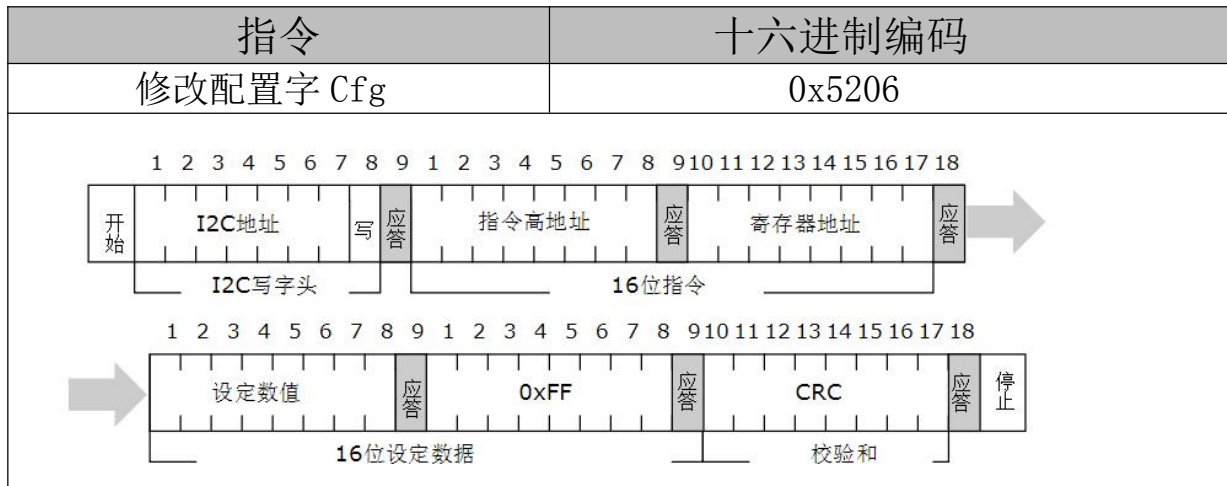 指令 十六进制编码
修改配置字 Cfg 0x5206
1 2 3 4 5 6 7 8 9 1 2 3 4 5 6 7 8 9 10 11 12 13 14 15 16 17 18
开始 I2C地址 写 应答 指令高地址 应答 寄存器地址 应答
I2C写字头 16位指令
1 2 3 4 5 6 7 8 9 1 2 3 4 5 6 7 8 9 10 11 12 13 14 15 16 17 18
设定数值 应答 0xFF 应答 CRC 应答 停止
16位设定数据 校验和